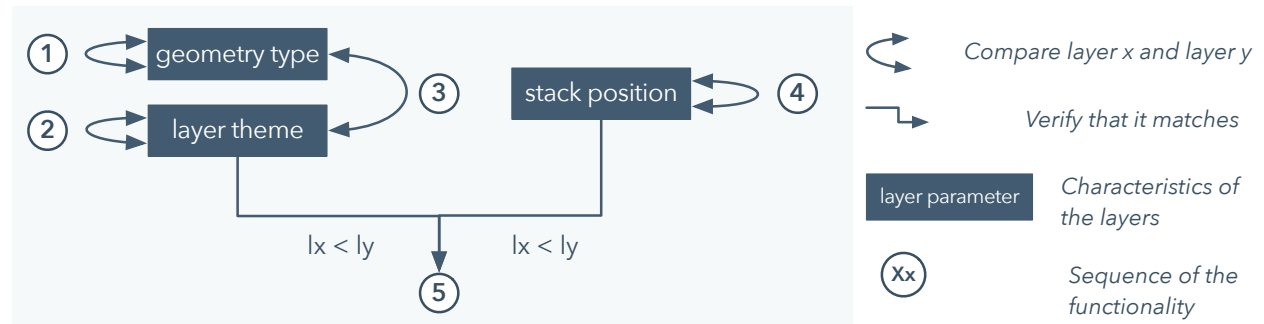 1
geometry type
2
layer theme
3
stack position
4
lx < ly
lx < ly
5
Compare layer x and layer y
Verify that it matches
layer parameter
Characteristics of
the layers
Xx
Sequence of the
functionality